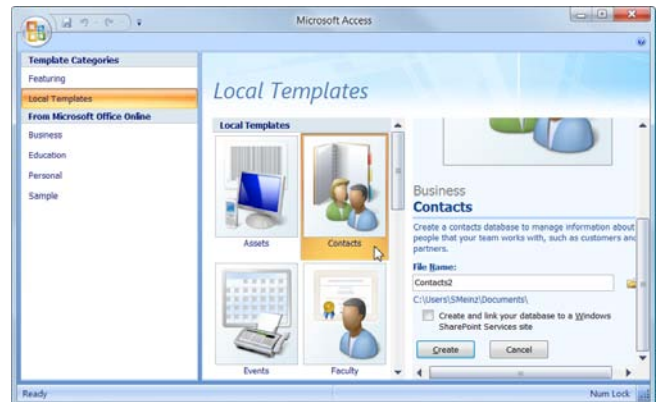 Microsoft Access
Template Categories
Featuring
Local Templates
From Microsoft Office Online
Business
Education
Personal
Sample
Local Templates
Local Templates
Assets
Contacts
Events
Faculty
Business
Contacts
Create a contacts database to manage information about
people that your team works with, such as customers and
partners.
File Name:
Contacts2
C:\Users\SMeinz\Documents\
Create and link your database to a Windows
SharePoint Services site
Create
Cancel
Ready
Num Lock